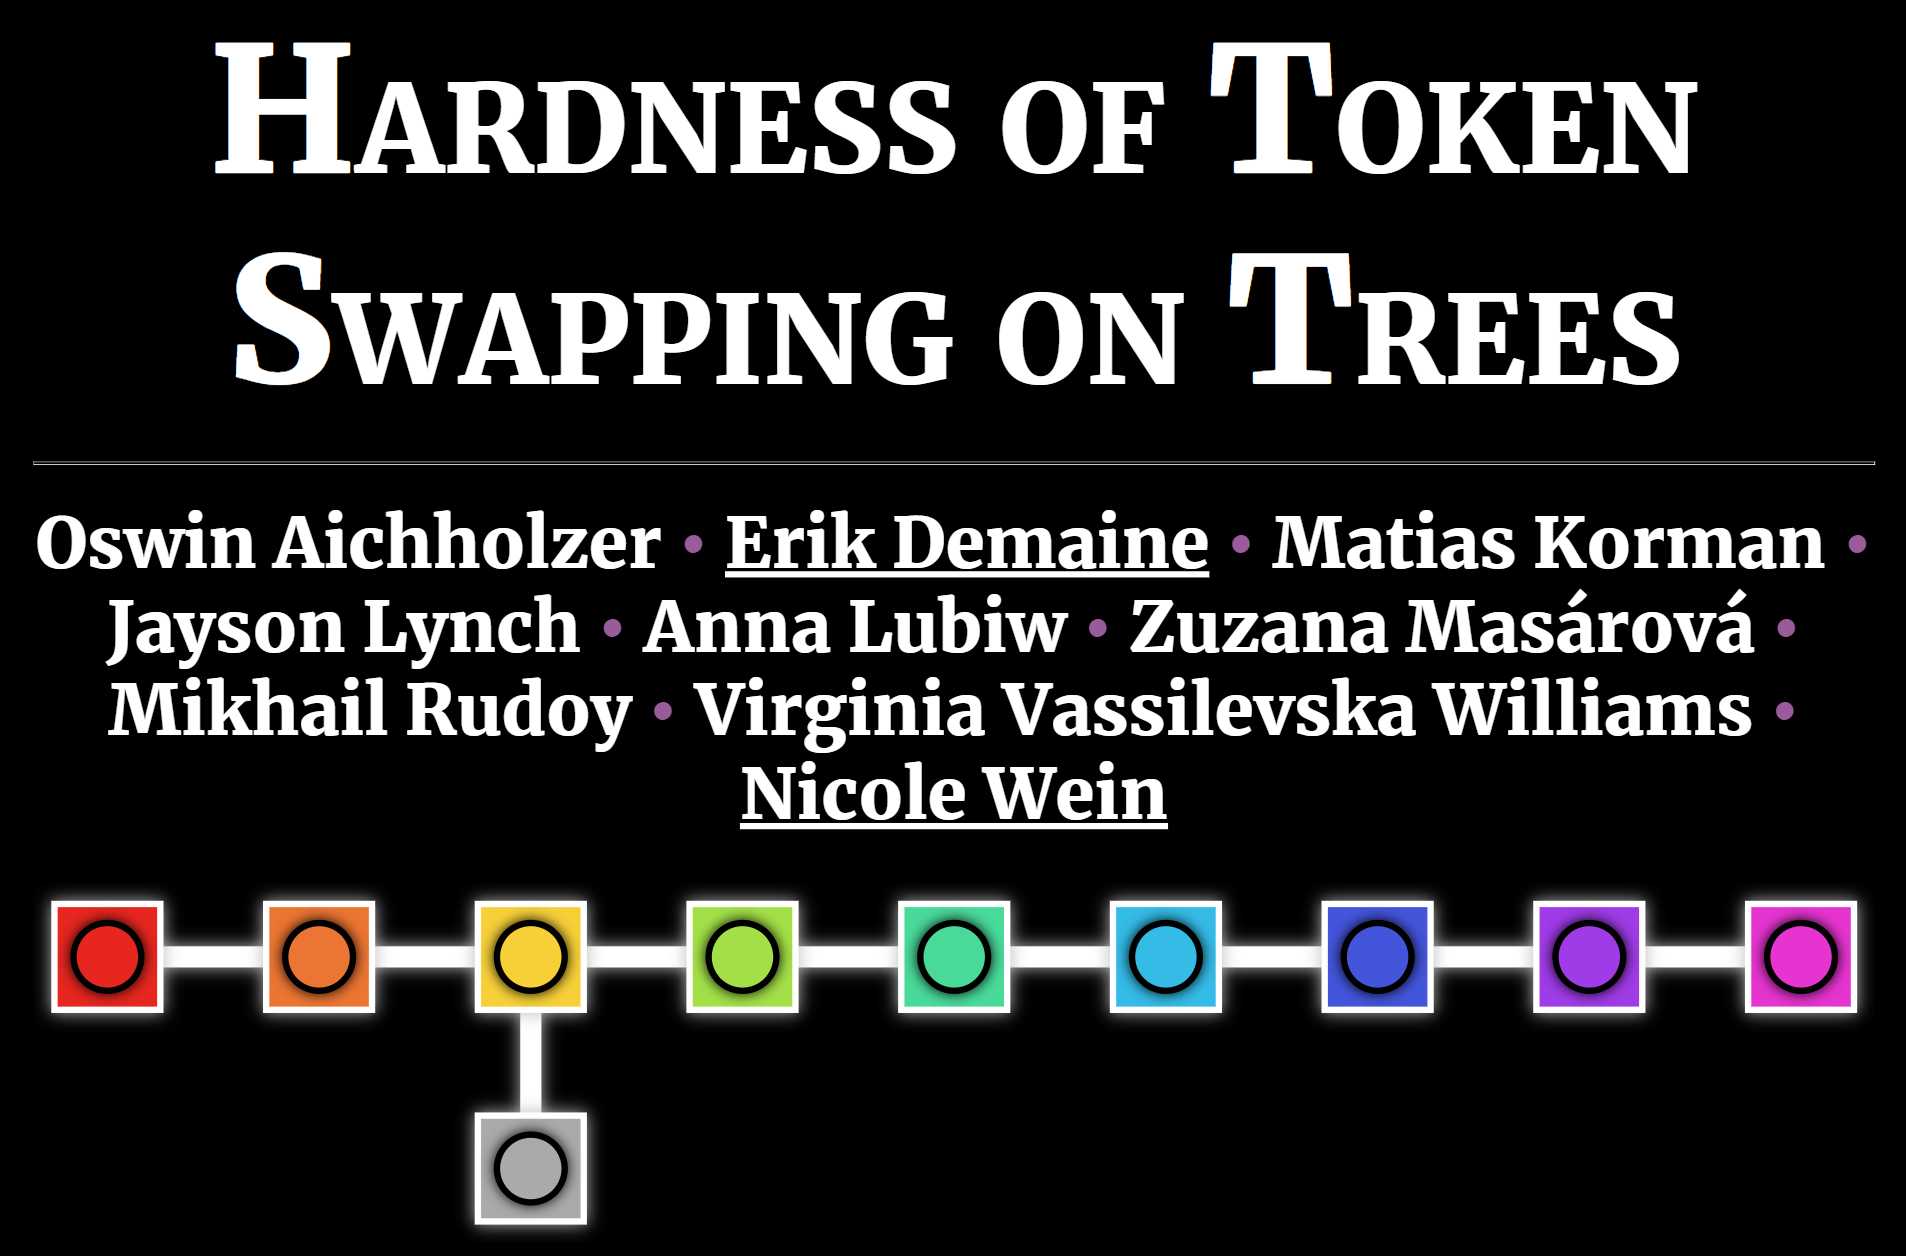 Hardness of Token
Swapping on Trees
Oswin Aichholzer • Erik Demaine • Matias Korman •
Jayson Lynch • Anna Lubiw • Zuzana Masárová •
Mikhail Rudoy • Virginia Vassilevska Williams •
Nicole Wein